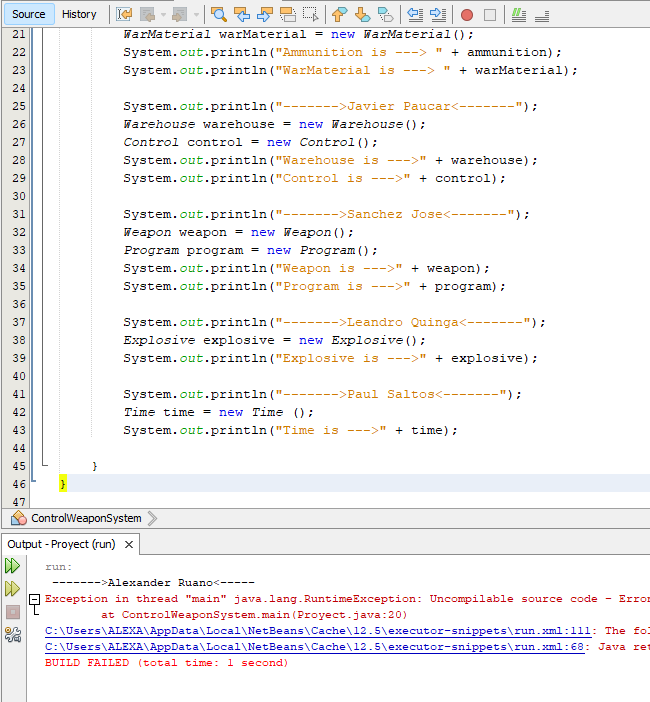 Source History
21 WarMaterial warMaterial = new WarMaterial();
22 System.out.println("Ammunition is ---> " + ammunition);
23 System.out.println("WarMaterial is ---> " + warMaterial);
24
25 System.out.println("------->Javier Paucar<-------");
26 Warehouse warehouse = new Warehouse();
27 Control control = new Control();
28 System.out.println("Warehouse is --->" + warehouse);
29 System.out.println("Control is --->" + control);
30
31 System.out.println("------->Sanchez Jose<-------");
32 Weapon weapon = new Weapon();
33 Program program = new Program();
34 System.out.println("Weapon is --->" + weapon);
35 System.out.println("Program is --->" + program);
36
37 System.out.println("------->Leandro Quinga<-------");
38 Explosive explosive = new Explosive();
39 System.out.println("Explosive is --->" + explosive);
40
41 System.out.println("------->Paul Saltos<-------");
42 Time time = new Time ();
43 System.out.println("Time is --->" + time);
44
45 }
46 }
47
ControlWeaponSystem
Output - Proyect (run) ×
run:
------->Alexander Ruano<-----
Exception in thread "main" java.lang.RuntimeException: Uncompilable source code - Erron
at ControlWeaponSystem.main(Proyect.java:20)
C:\Users\ALEXA\AppData\Local\NetBeans\Cache\12.5\executor-snippets\run.xml:111: The fol
C:\Users\ALEXA\AppData\Local\NetBeans\Cache\12.5\executor-snippets\run.xml:68: Java ret
BUILD FAILED (total time: 1 second)